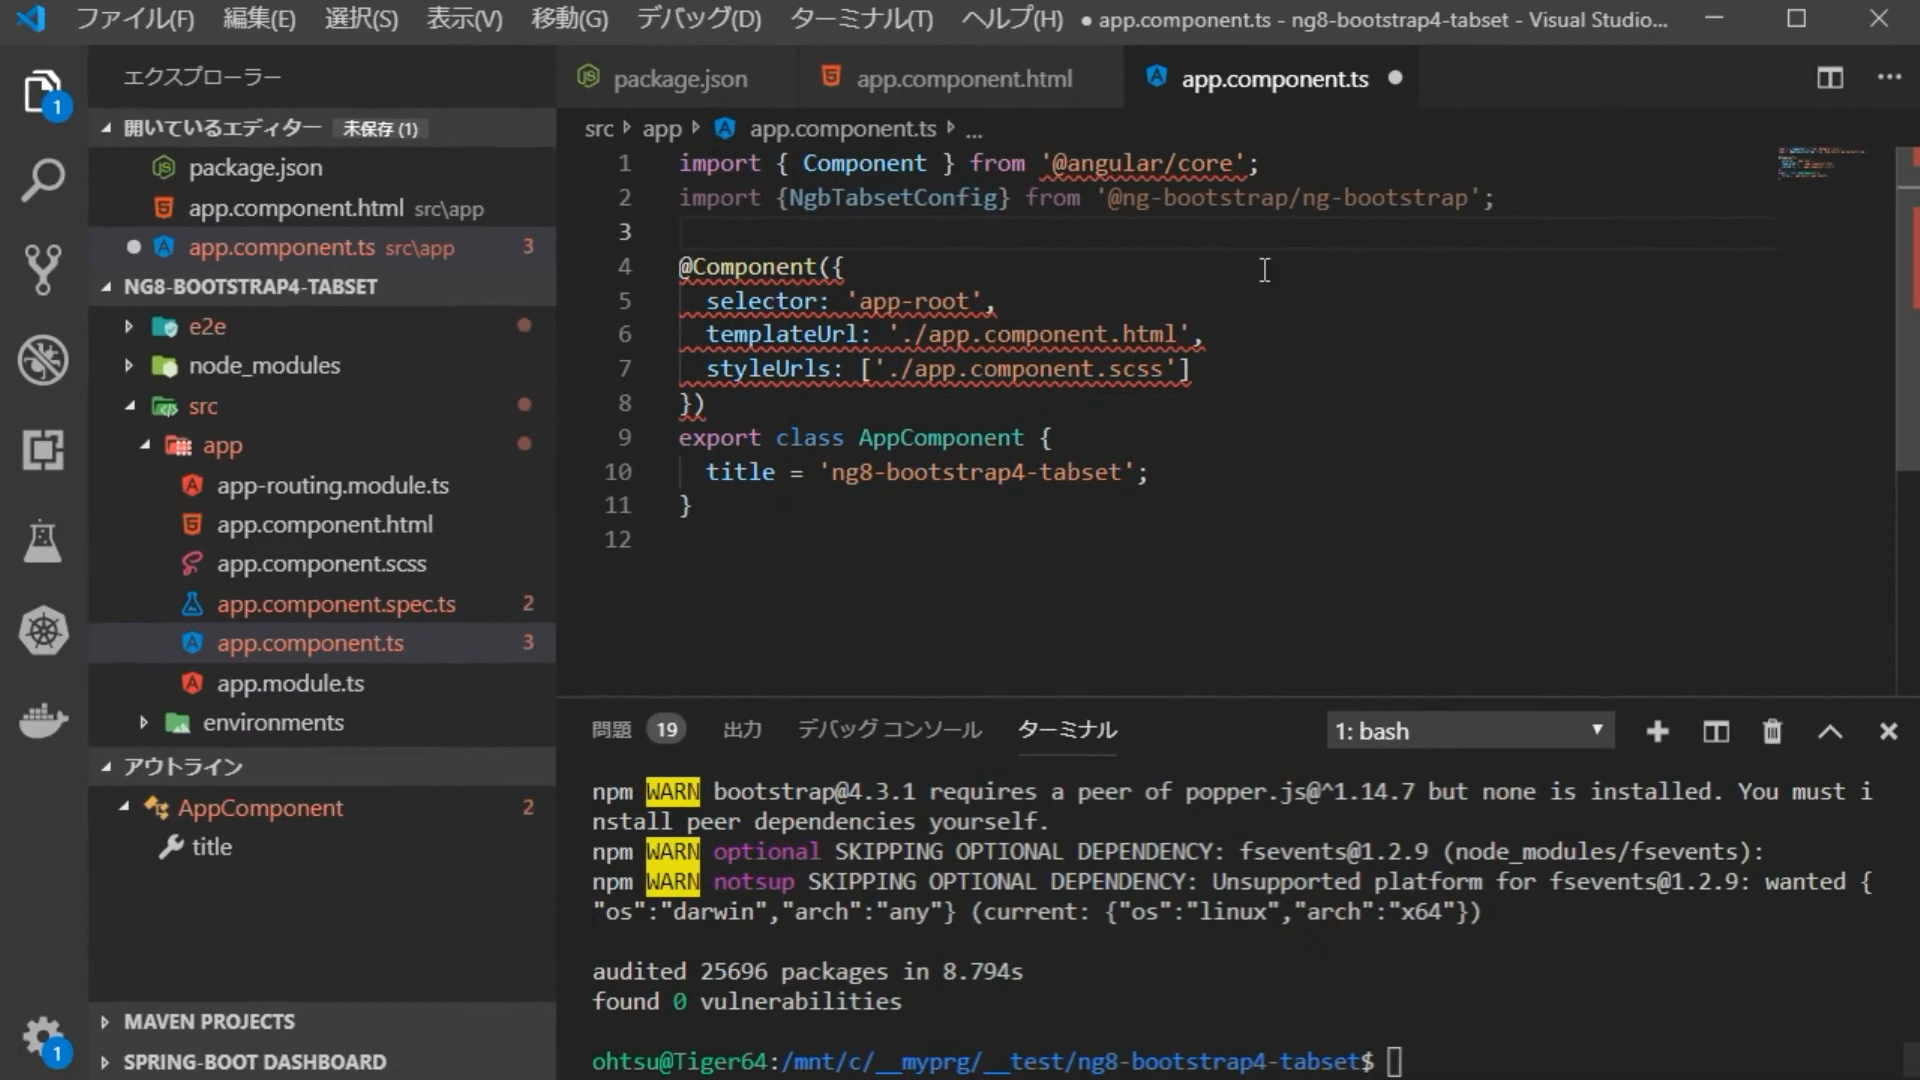 ファイル(F) 編集(E) 選択(S) 表示(V) 移動(G) デバッグ(D) ターミナル(T) ヘルプ(H) ● app.component.ts - ng8-bootstrap4-tabset - Visual Studio...
エクスプローラー
開いているエディター 未保存 (1)
package.json
app.component.html src\app
app.component.ts src\app 3
NG8-BOOTSTRAP4-TABSET
e2e
node_modules
src
app
app-routing.module.ts
app.component.html
app.component.scss
app.component.spec.ts 2
app.component.ts 3
app.module.ts
environments
アウトライン
AppComponent 2
title
MAVEN PROJECTS
SPRING-BOOT DASHBOARD
1
1
package.json app.component.html app.component.ts
src app app.component.ts ...
1 import { Component } from '@angular/core';
2 import {NgbTabsetConfig} from '@ng-bootstrap/ng-bootstrap';
3
4 @Component({
5 selector: 'app-root',
6 templateUrl: './app.component.html',
7 styleUrls: ['./app.component.scss']
8 })
9 export class AppComponent {
10 title = 'ng8-bootstrap4-tabset';
11 }
12
問題 19 出力 デバッグ コンソール ターミナル 1: bash
npm WARN bootstrap@4.3.1 requires a peer of popper.js@^1.14.7 but none is installed. You must i
nstall peer dependencies yourself.
npm WARN optional SKIPPING OPTIONAL DEPENDENCY: fsevents@1.2.9 (node_modules/fsevents):
npm WARN notsup SKIPPING OPTIONAL DEPENDENCY: Unsupported platform for fsevents@1.2.9: wanted {
"os":"darwin","arch":"any"} (current: {"os":"linux","arch":"x64"})
audited 25696 packages in 8.794s
found 0 vulnerabilities
ohtsu@Tiger64:/mnt/c/__myprg/__test/ng8-bootstrap4-tabset$